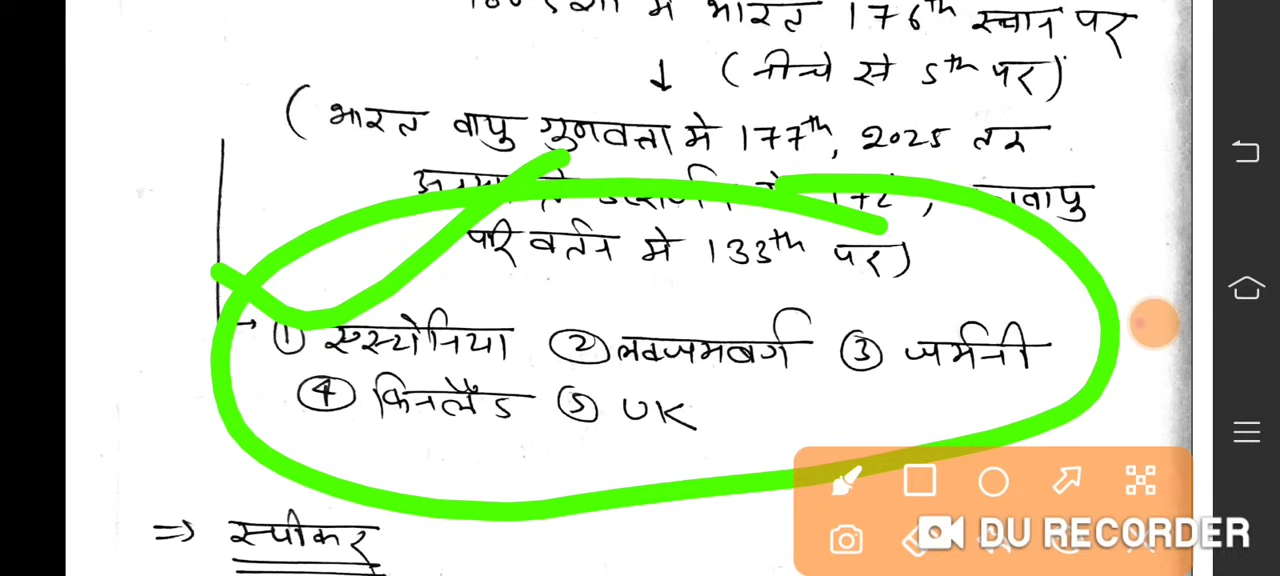 में भारत 176th स्थान पर
↓ (नीचे से 5th पर)
(भारत वायु गुणवत्ता मे 177th, 2025 तक
परिवर्तन मे 133th पर)
→ ① एस्टोनिया ② लक्जमबर्ग ③ जर्मनी
④ फिनलैंड ⑤ UK
⇒ स्पीकर
DU RECORDER